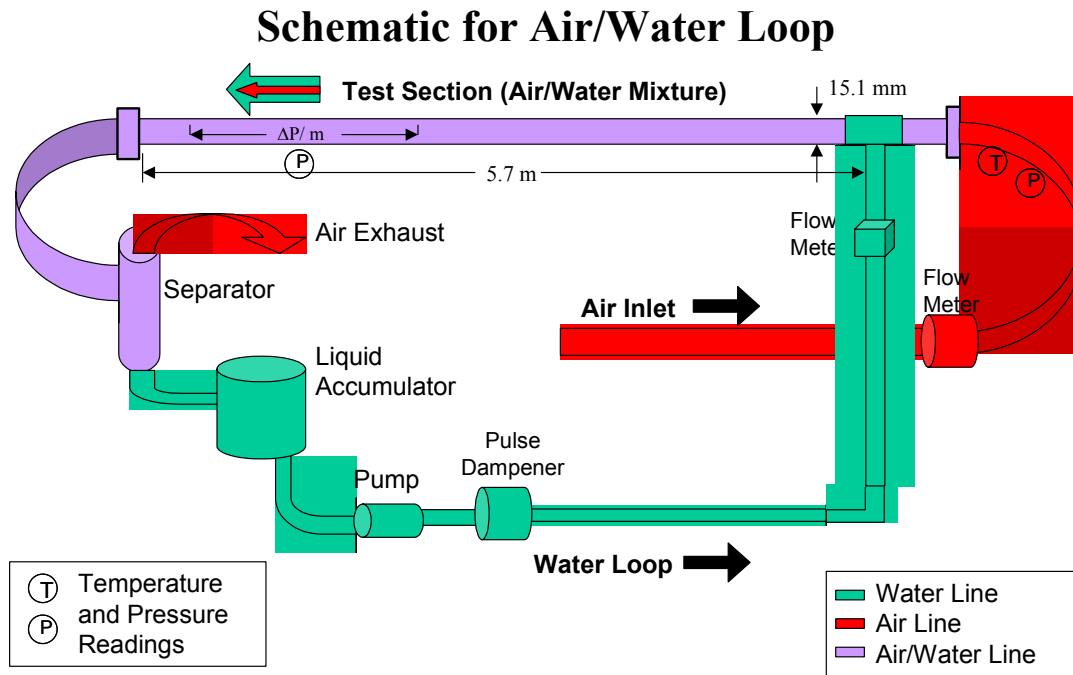 Schematic for Air/Water Loop
Test Section (Air/Water Mixture)
15.1 mm
ΔP/ m
P
5.7 m
T
P
Flow
Meter
Air Exhaust
Separator
Air Inlet
Flow
Meter
Liquid
Accumulator
Pulse
Dampener
Pump
Water Loop
T
P
Temperature
and Pressure
Readings
Water Line
Air Line
Air/Water Line